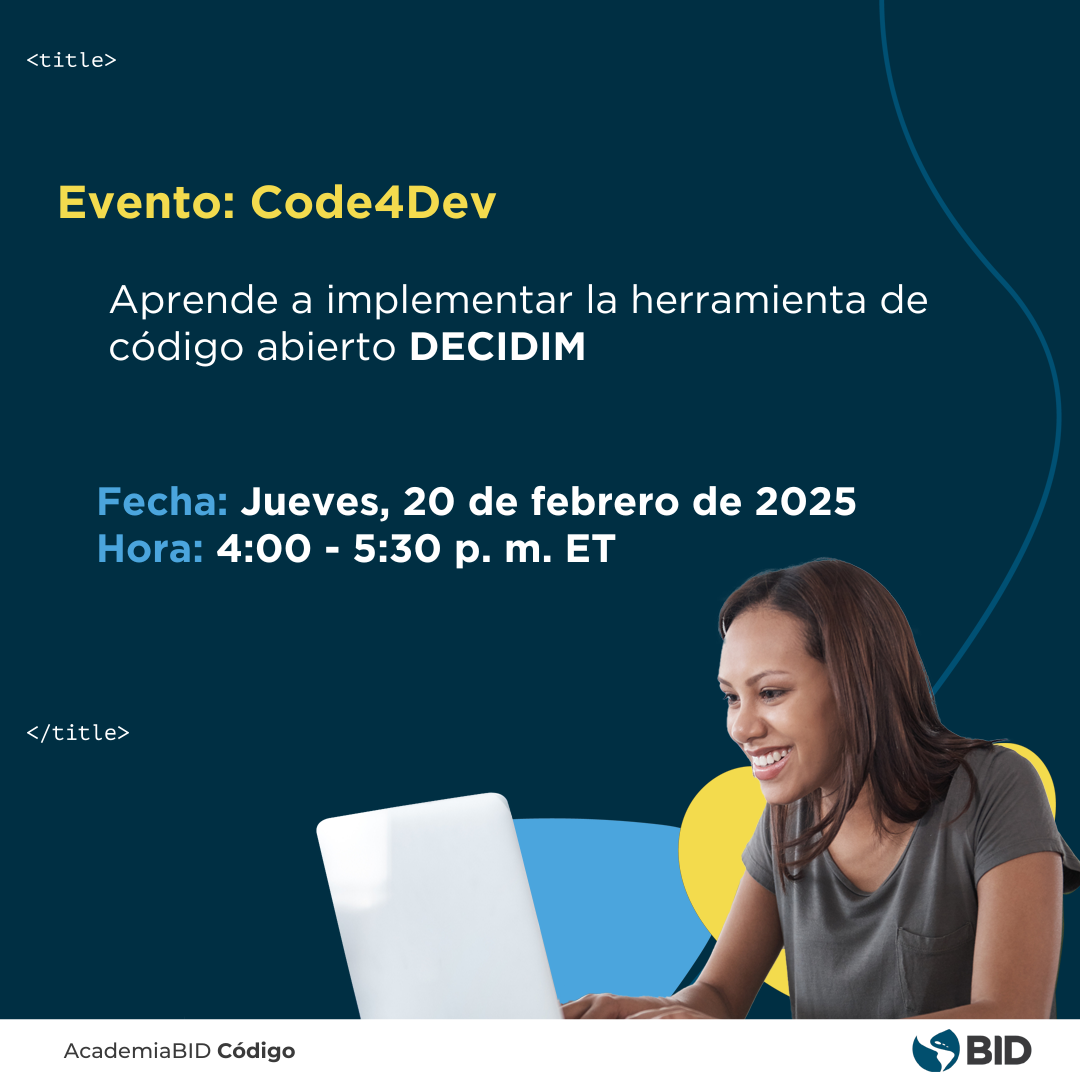 <title>
Evento: Code4Dev
Aprende a implementar la herramienta de
código abierto DECIDIM
Fecha: Jueves, 20 de febrero de 2025
Hora: 4:00 - 5:30 p. m. ET
</title>
AcademiaBID Código
BID